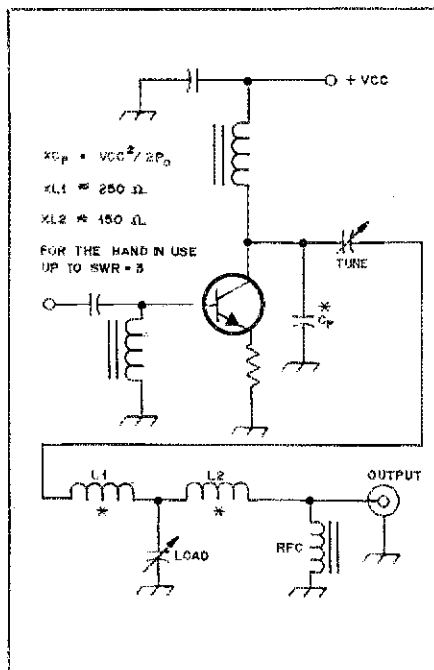 + VCC
XCP = VCC²/2Po
XL1 * 250 Ω
XL2 * 150 Ω
FOR THE HAND IN USE
UP TO SWR = 3
TUNE
* CP
L1
*
L2
*
OUTPUT
LOAD
RFC